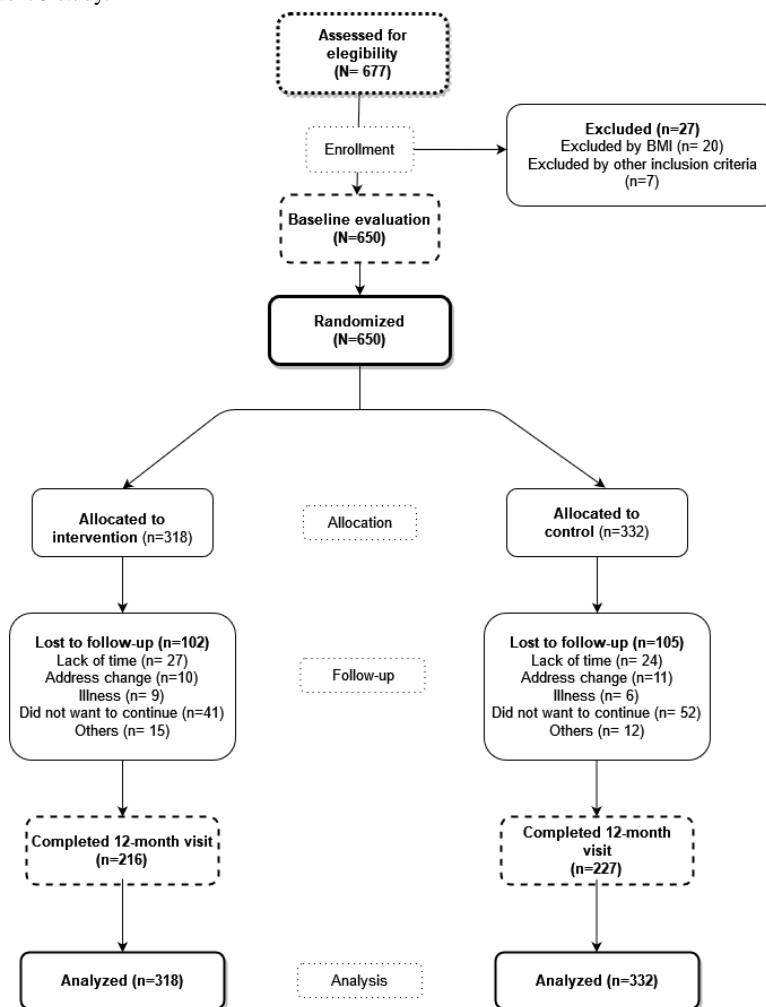 Assessed for
elegibility
(N= 677)
Enrollment
Excluded (n=27)
Excluded by BMI (n= 20)
Excluded by other inclusion criteria
(n=7)
Baseline evaluation
(N=650)
Randomized
(N=650)
Allocated to
intervention (n=318)
Allocation
Allocated to
control (n=332)
Lost to follow-up (n=102)
Lack of time (n= 27)
Address change (n=10)
Illness (n= 9)
Did not want to continue (n=41)
Others (n= 15)
Follow-up
Lost to follow-up (n=105)
Lack of time (n= 24)
Address change (n=11)
Illness (n= 6)
Did not want to continue (n= 52)
Others (n= 12)
Completed 12-month visit
(n=216)
Completed 12-month
visit
(n=227)
Analyzed (n=318)
Analysis
Analyzed (n=332)